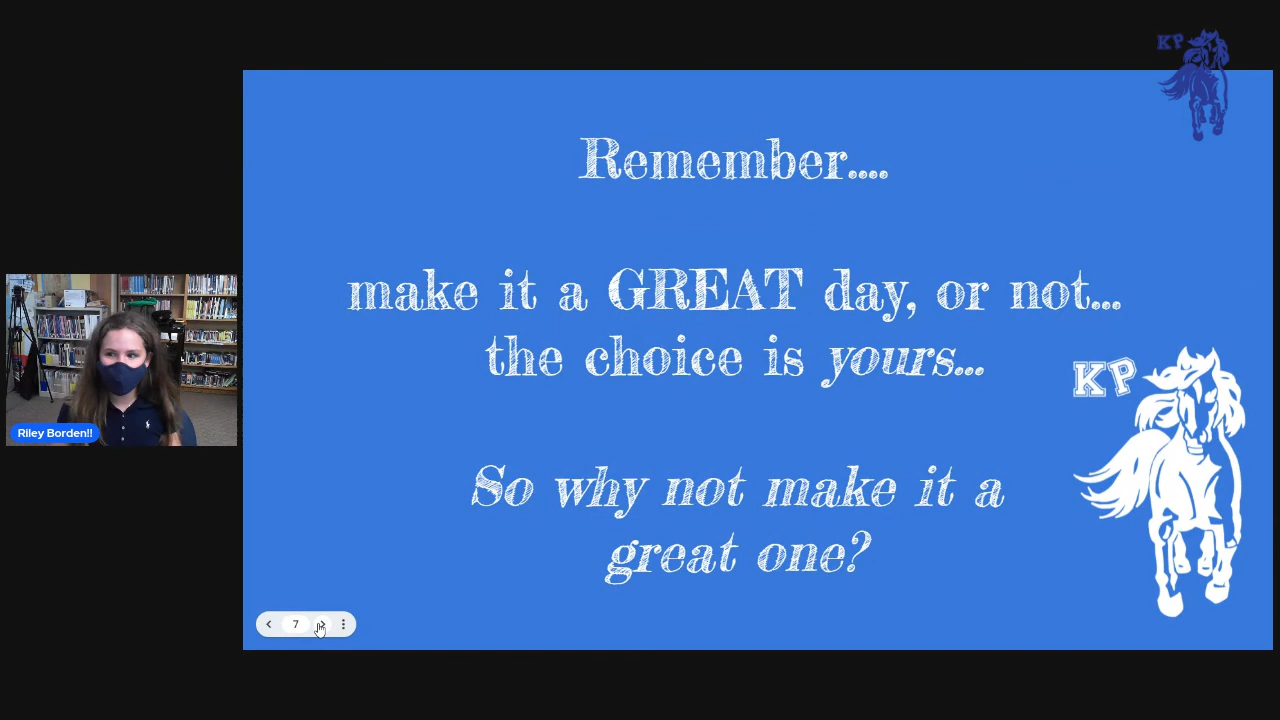 KP
Remember....
make it a GREAT day, or not...
the choice is yours...
KP
So why not make it a
great one?
Riley Borden!!
7